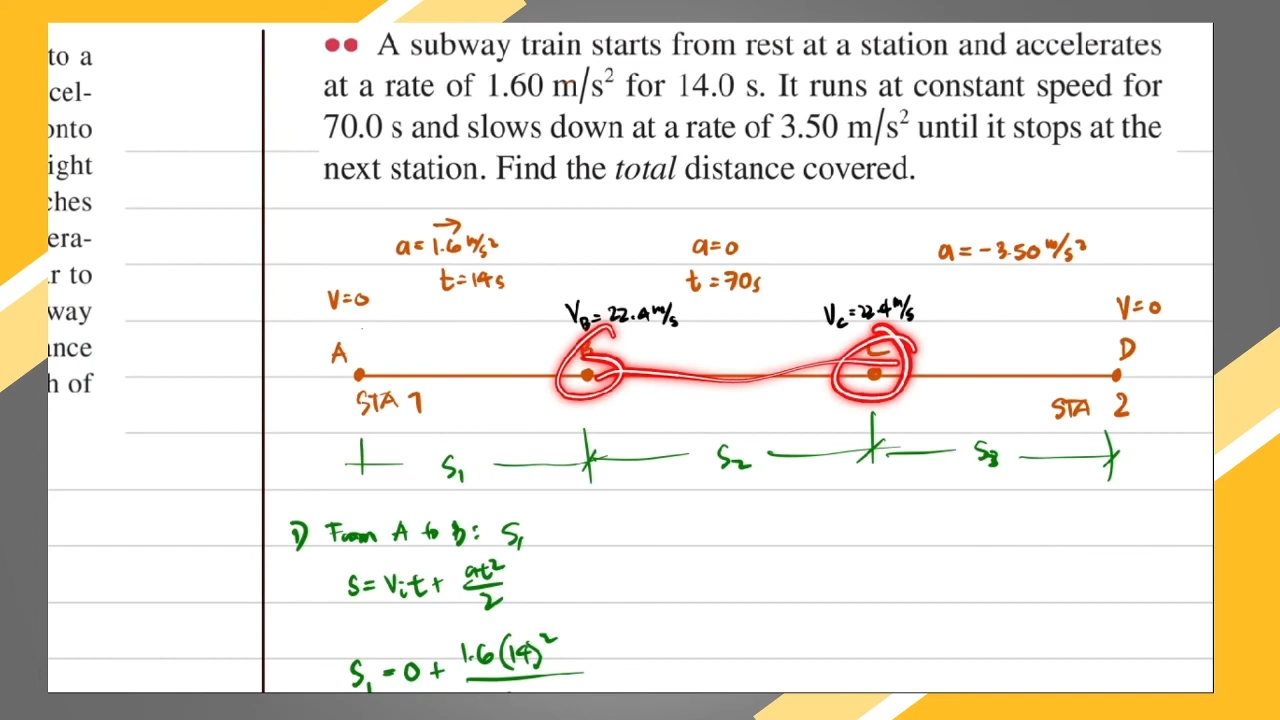 to a
cel-
onto
ight
ches
era-
r to
way
ance
h of
•• A subway train starts from rest at a station and accelerates
at a rate of 1.60 m/s² for 14.0 s. It runs at constant speed for
70.0 s and slows down at a rate of 3.50 m/s² until it stops at the
next station. Find the total distance covered.
a = 1.6 m/s²
t = 14s
a = 0
t = 70s
a = -3.50 m/s²
V=0
V_B = 22.4 m/s
V_C = 22.4 m/s
V=0
A
B
C
D
STA 1
STA 2
S₁
S₂
S₃
1) From A to B: S₁
S = Vᵢt + at²/2
S₁ = 0 + 1.6(14)²